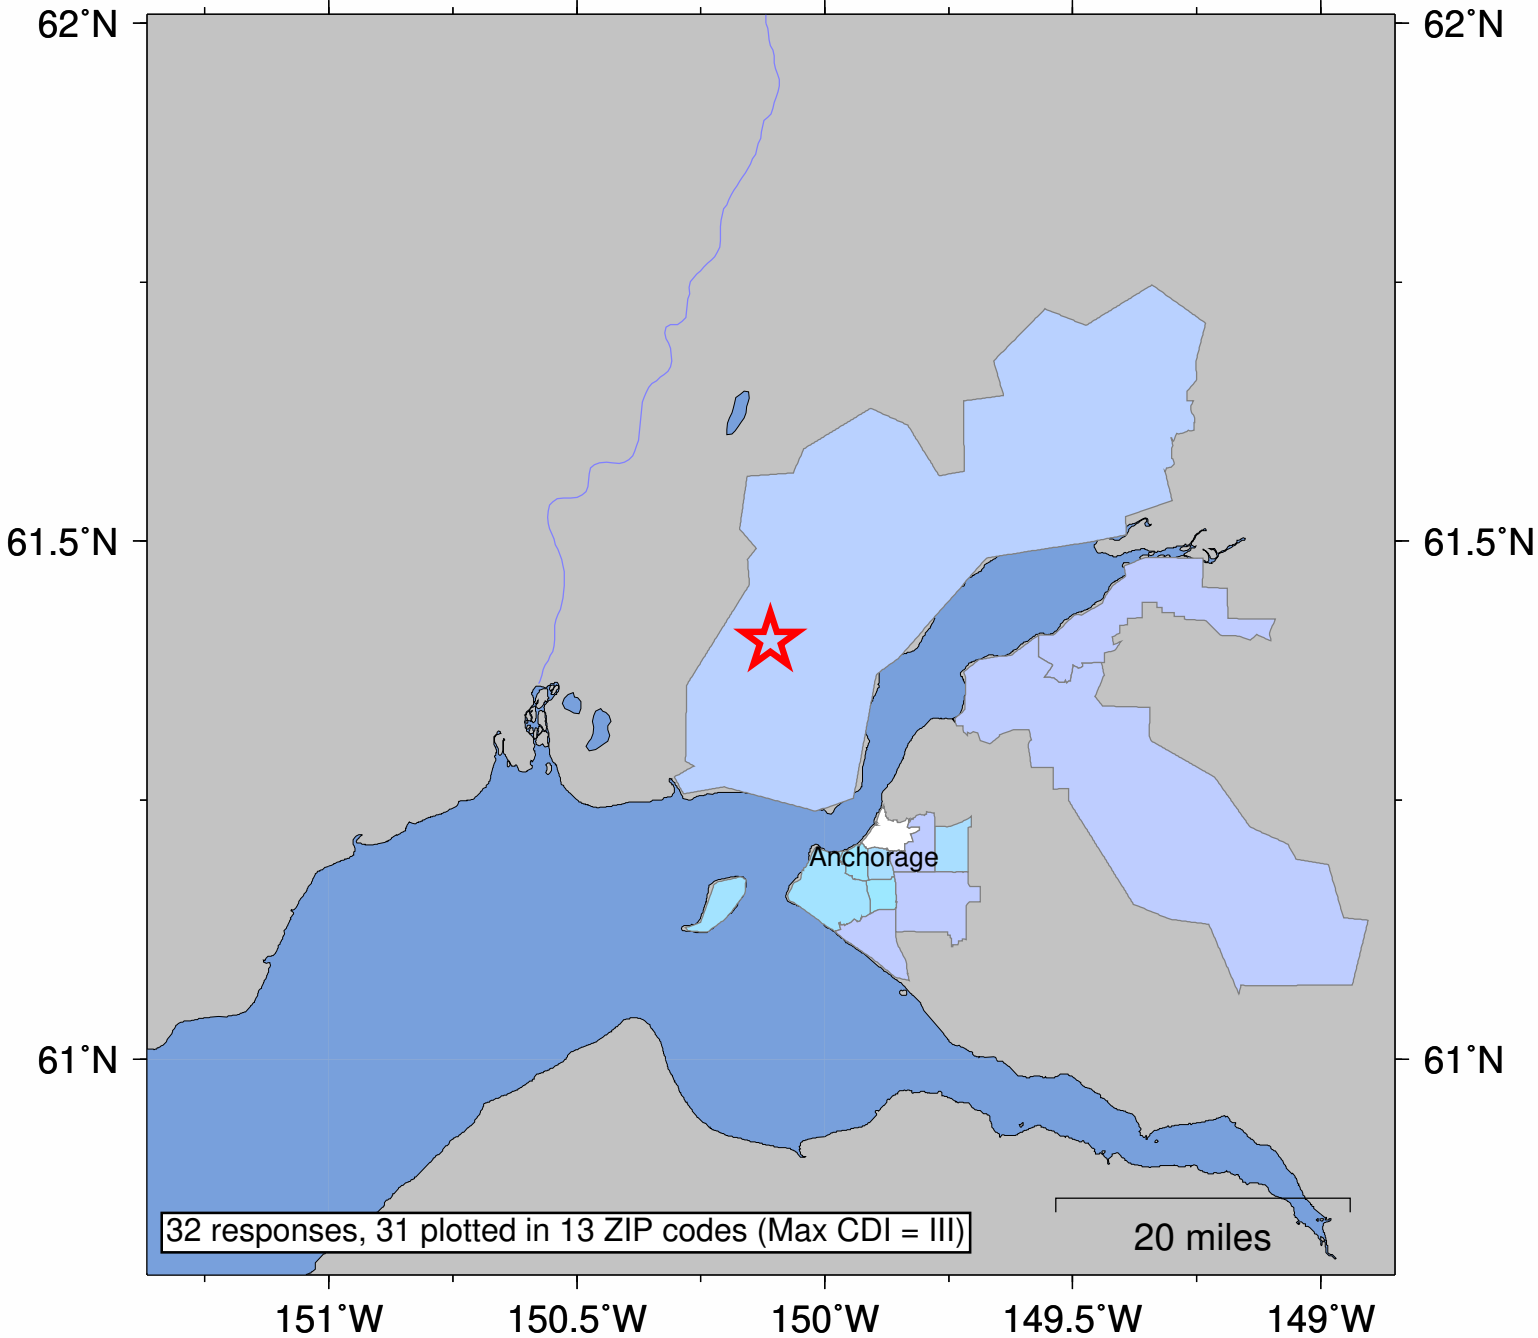 62°N 62°N
61.5°N 61.5°N
Anchorage
61°N 61°N
32 responses, 31 plotted in 13 ZIP codes (Max CDI = III)
20 miles
151°W 150.5°W 150°W 149.5°W 149°W